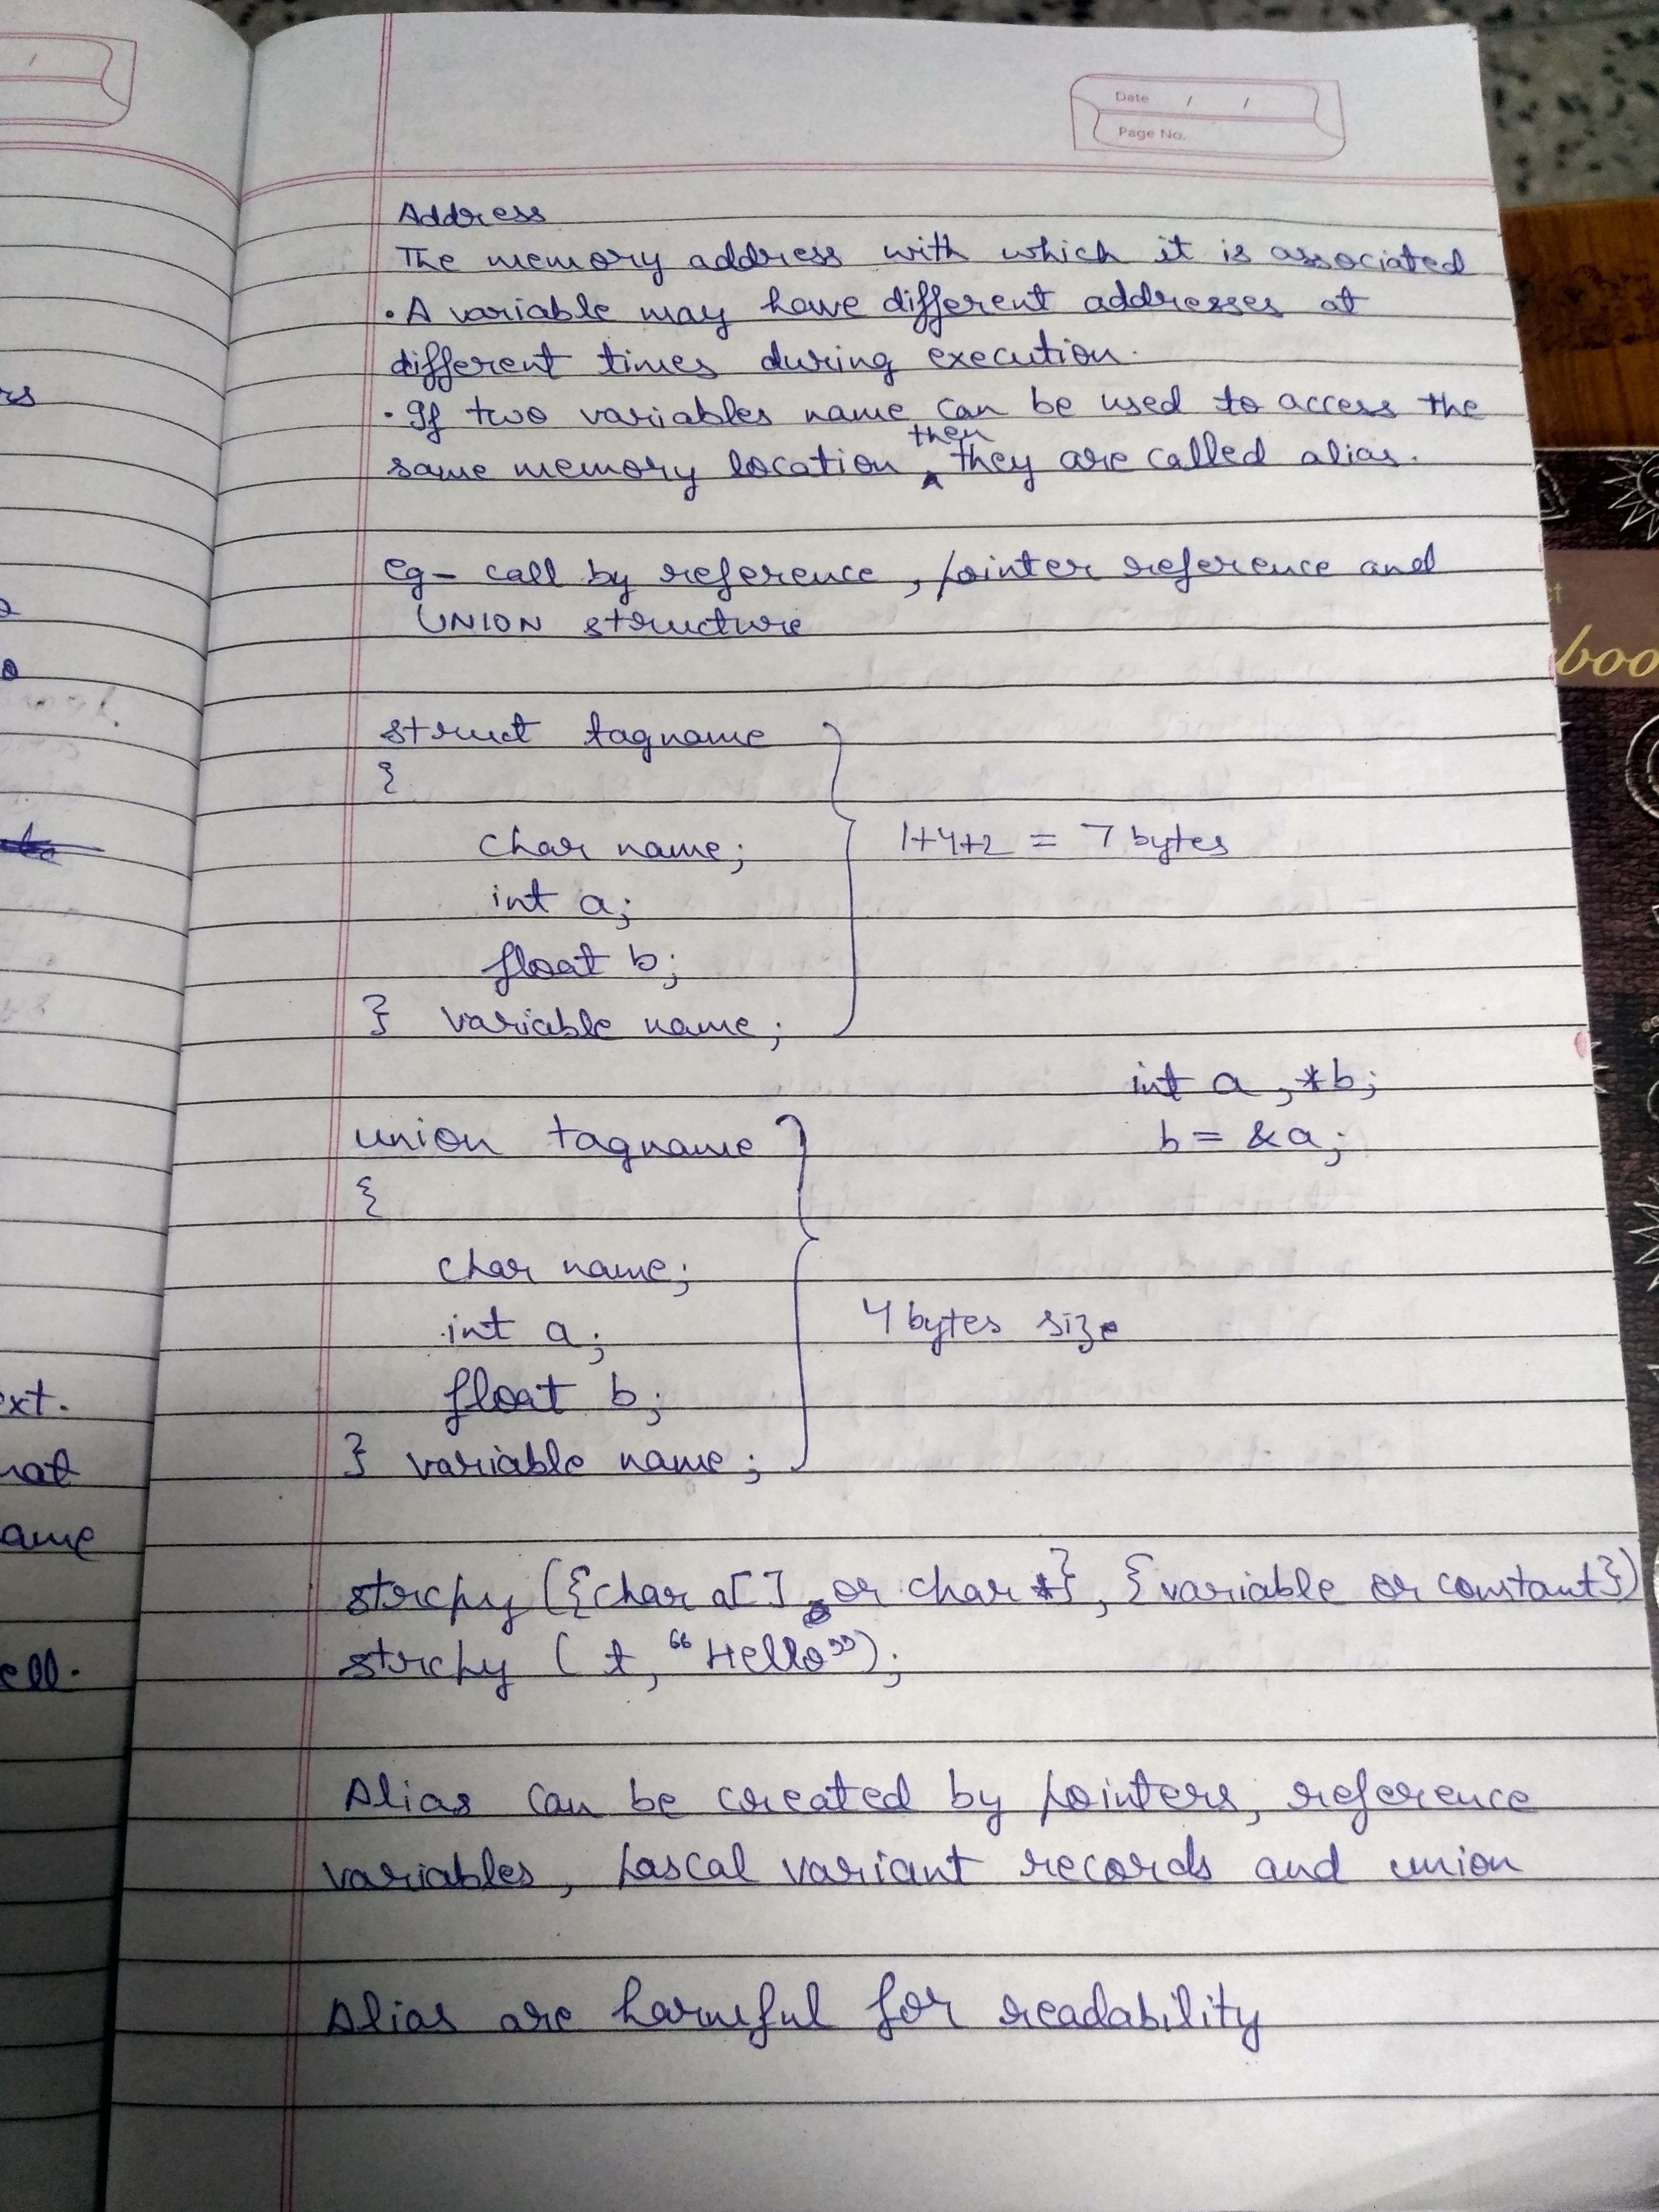 Date / /
Page No.
Address
The memory address with which it is associated
• A variable may have different addresses at
different times during execution.
• If two variables name can be used to access the
same memory location then they are called alias.
eg- call by reference, pointer reference and
UNION structure
struct tagname
{
char name;
1+4+2 = 7 bytes
int a;
float b;
} variable name;
int a, *b;
b = &a;
union tagname
{
char name;
int a;
4 bytes size
float b;
} variable name;
strcpy ({char a[] or char *}, {variable or constant})
strcpy ( t, "Hello");
Alias can be created by pointers, reference
variables, pascal variant records and union
Alias are harmful for readability
rs
ext.
ame
ell.
boo